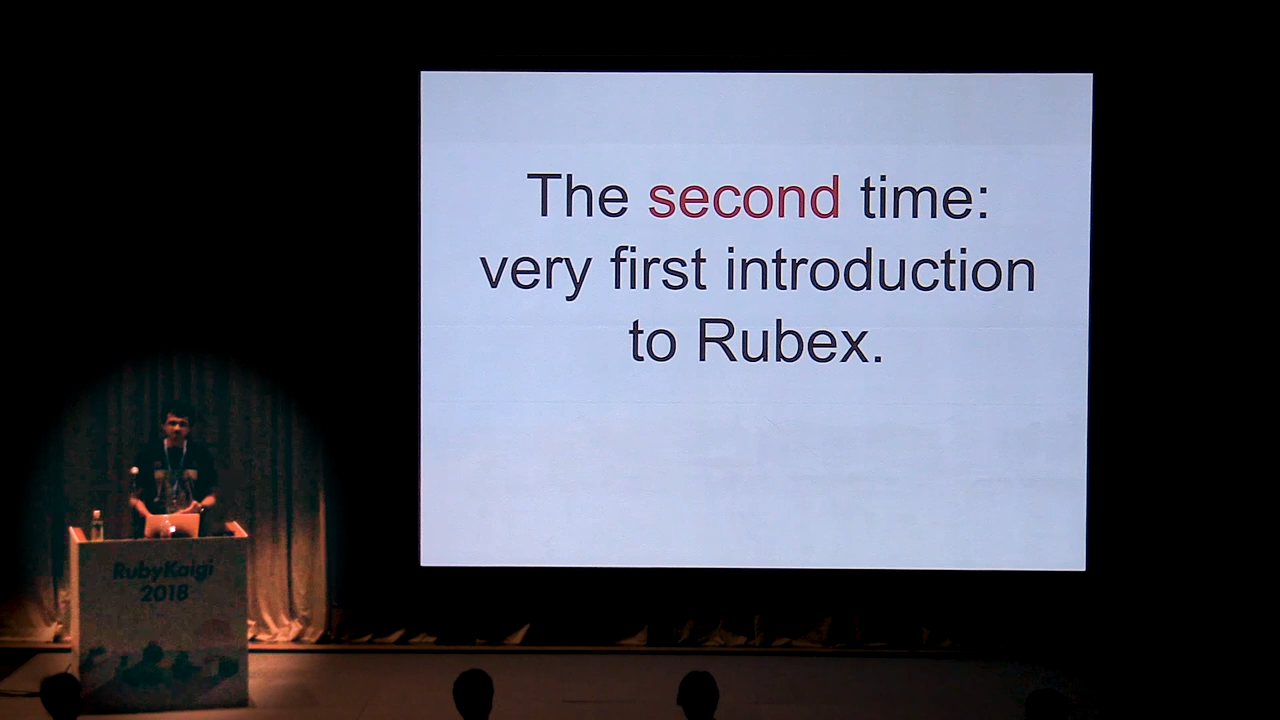 The second time:
very first introduction
to Rubex.
RubyKaigi
2018